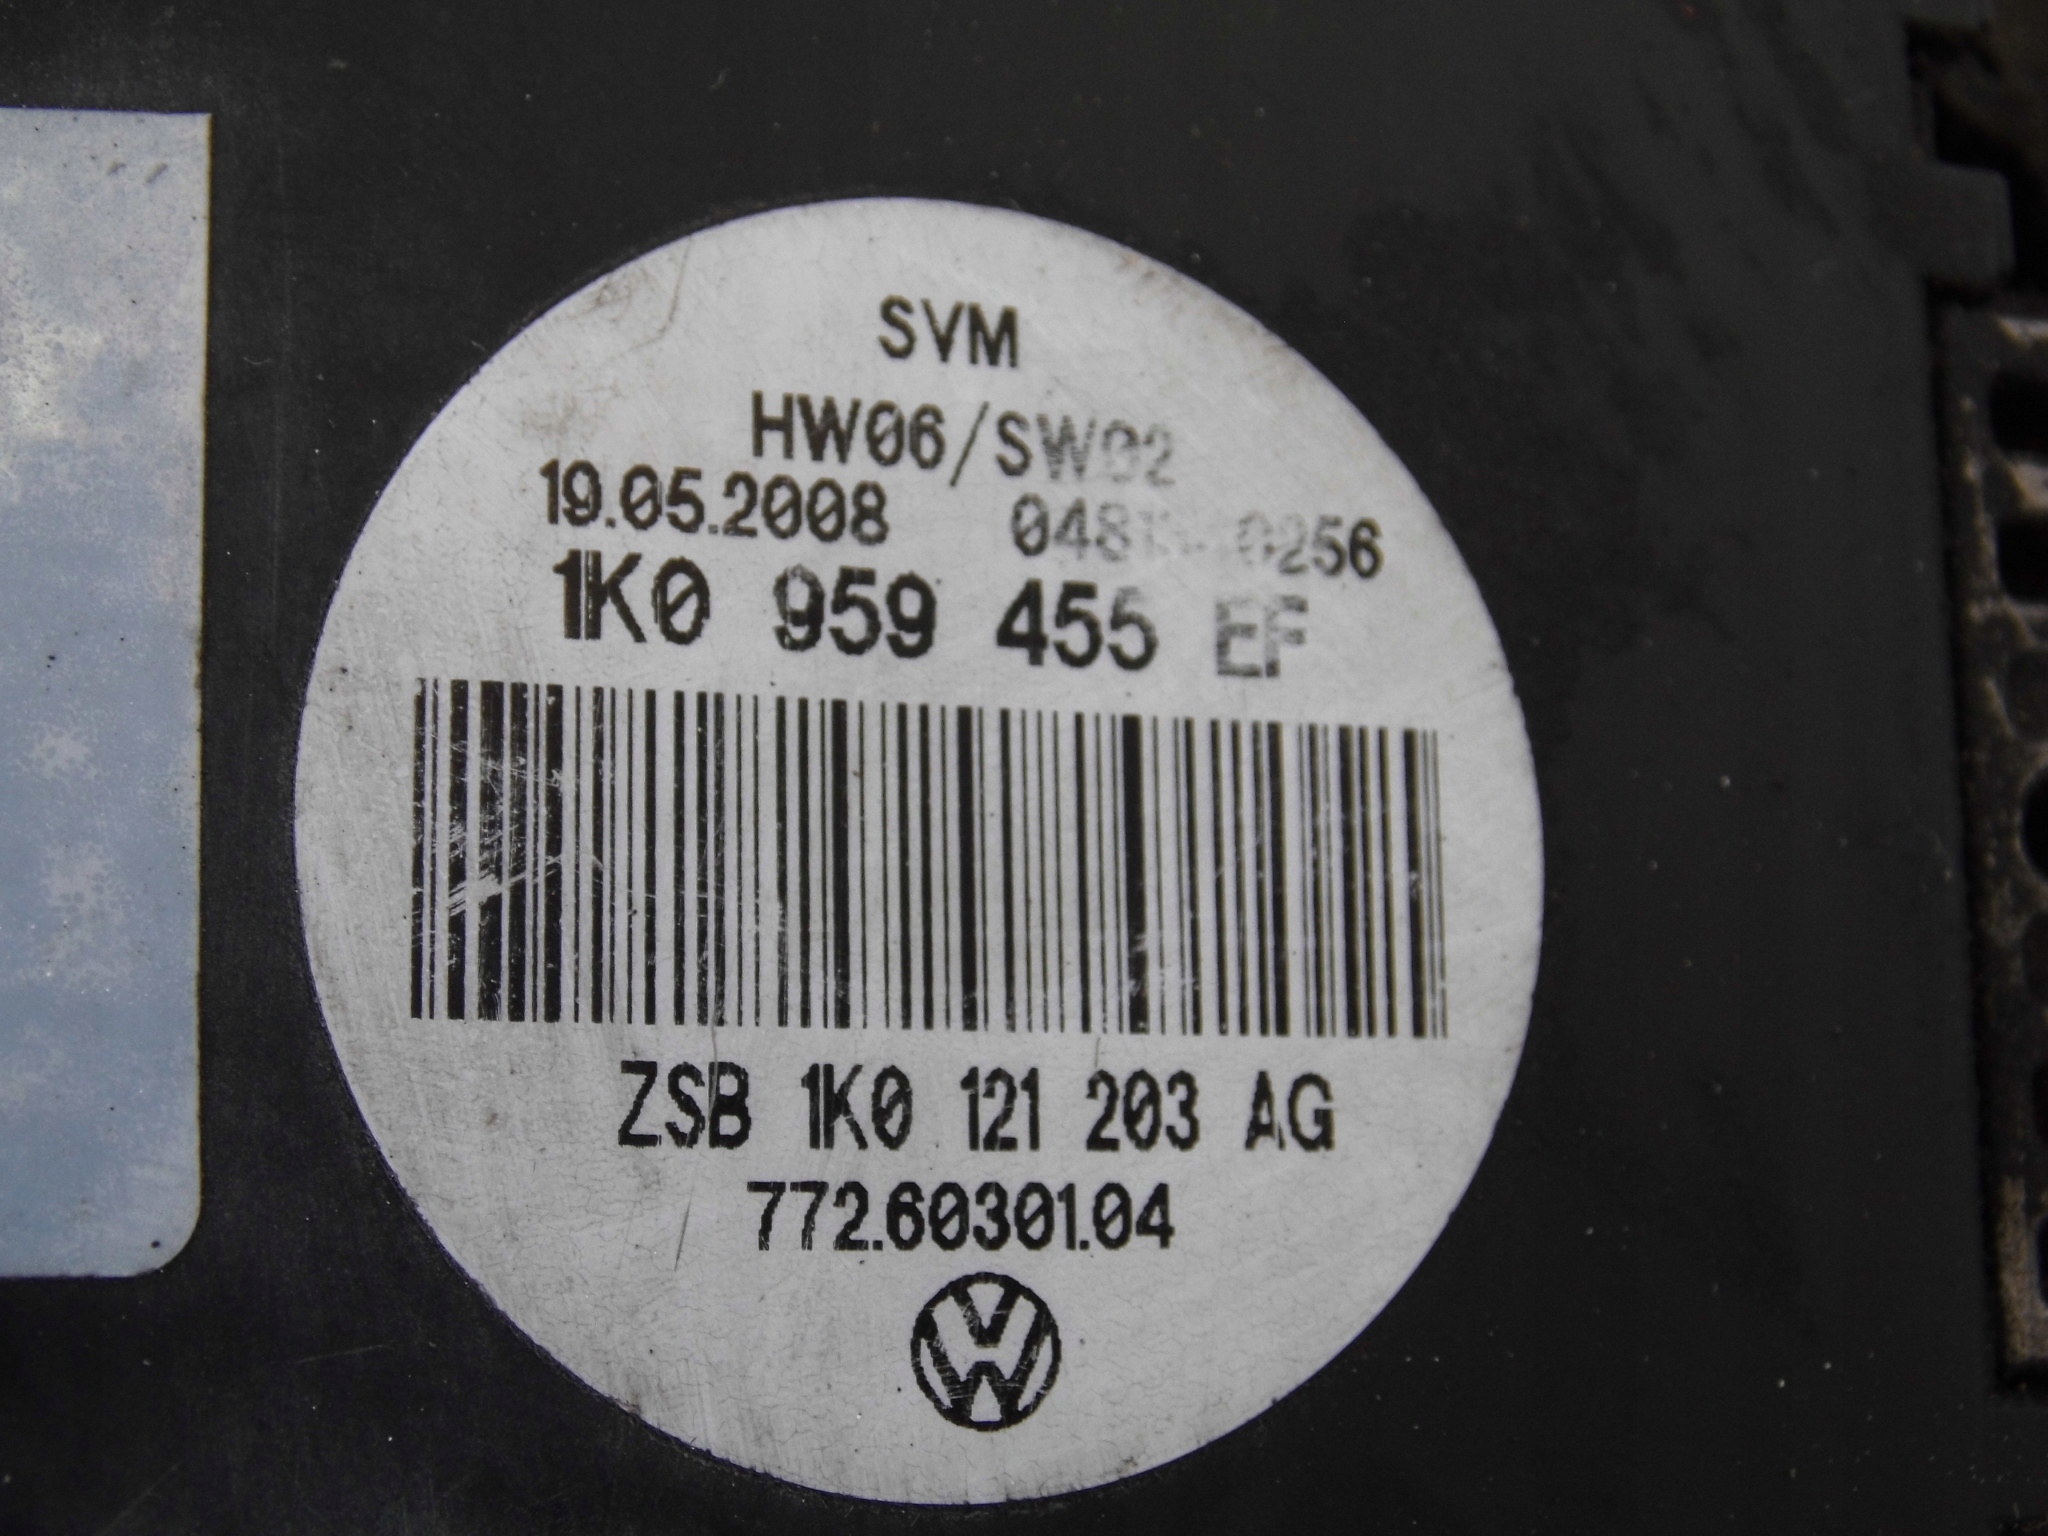 SVM
HW06/SW02
19.05.2008
1K0 959 455 EF
ZSB 1K0 121 203 AG
772.60301.04